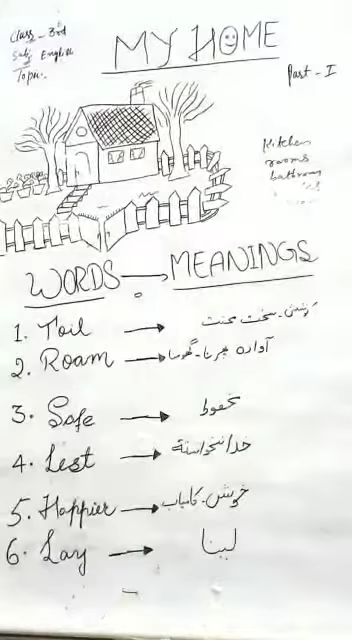 Class - 3rd
Subj English
Topic
MY HOME
Part - I
Kitchen
rooms
bathroom
WORDS → MEANINGS
1. Toil → کوشش - سخت محنت
2. Roam → آوارہ پھرنا - گھومنا
3. Safe → محفوظ
4. Lest → خدانخواستہ
5. Happier → خوش - کامیاب
6. Lay → لیٹنا